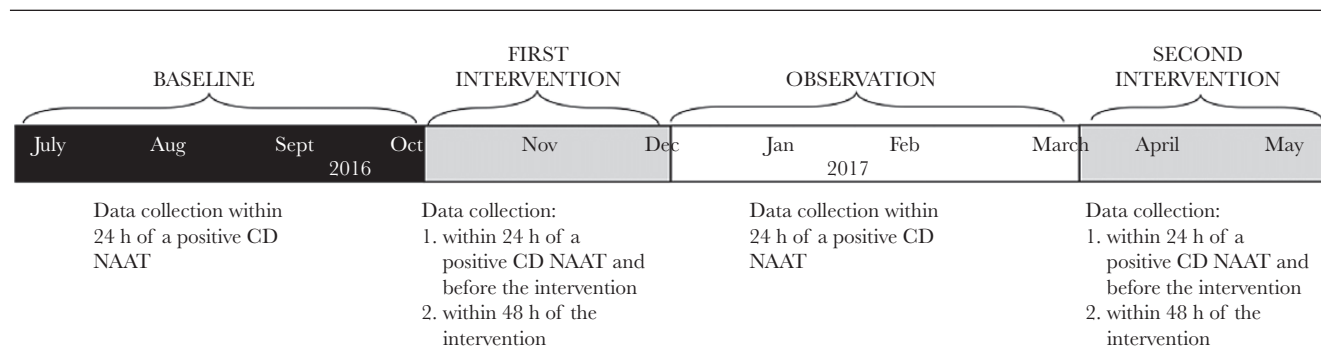 BASELINE
FIRST
INTERVENTION
OBSERVATION
SECOND
INTERVENTION
July Aug Sept Oct Nov Dec Jan Feb March April May
2016 2017
Data collection within
24 h of a positive CD
NAAT
Data collection:
1. within 24 h of a
positive CD NAAT and
before the intervention
2. within 48 h of the
intervention
Data collection within
24 h of a positive CD
NAAT
Data collection:
1. within 24 h of a
positive CD NAAT and
before the intervention
2. within 48 h of the
intervention